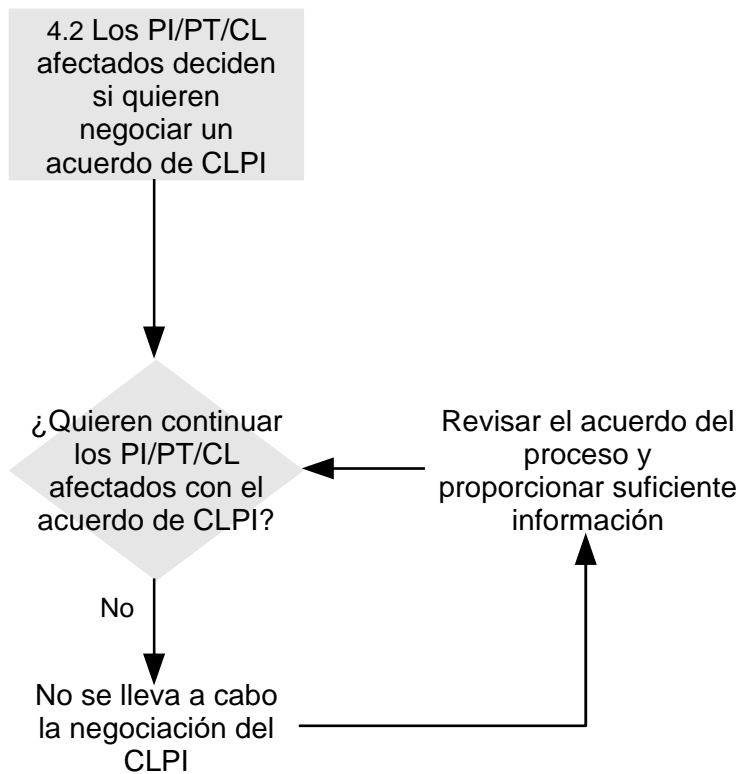 4.2 Los PI/PT/CL
afectados deciden
si quieren
negociar un
acuerdo de CLPI
¿Quieren continuar
los PI/PT/CL
afectados con el
acuerdo de CLPI?
Revisar el acuerdo del
proceso y
proporcionar suficiente
información
No
No se lleva a cabo
la negociación del
CLPI